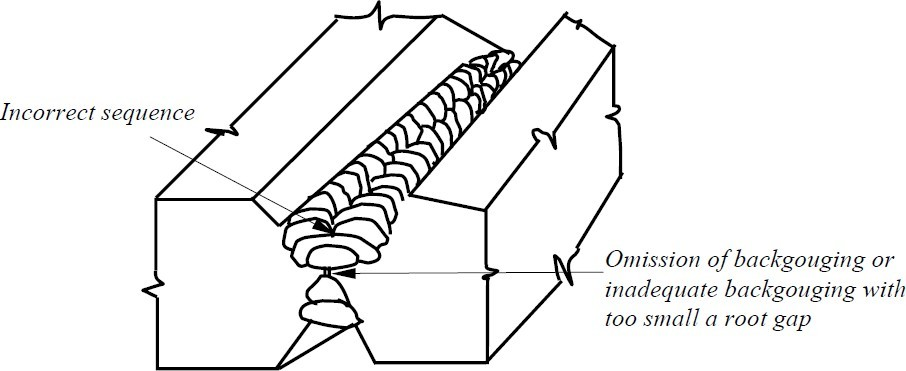 Incorrect sequence
Omission of backgouging or
inadequate backgouging with
too small a root gap